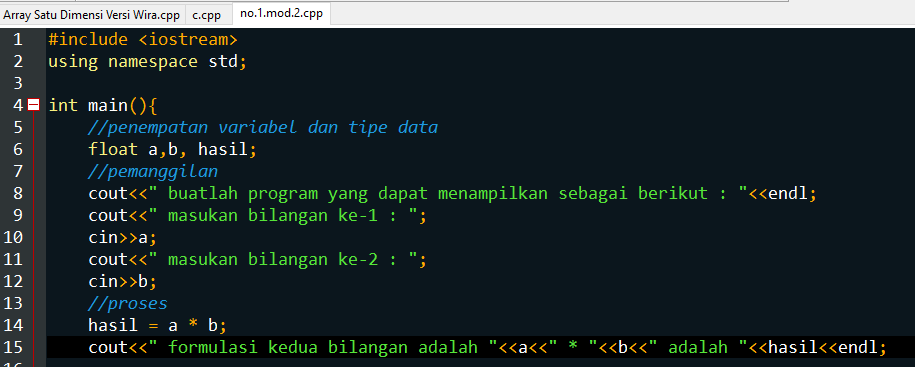 Array Satu Dimensi Versi Wira.cpp c.cpp no.1.mod.2.cpp
1 #include <iostream>
2 using namespace std;
3
4 int main(){
5 //penempatan variabel dan tipe data
6 float a,b, hasil;
7 //pemanggilan
8 cout<<" buatlah program yang dapat menampilkan sebagai berikut : "<<endl;
9 cout<<" masukan bilangan ke-1 : ";
10 cin>>a;
11 cout<<" masukan bilangan ke-2 : ";
12 cin>>b;
13 //proses
14 hasil = a * b;
15 cout<<" formulasi kedua bilangan adalah "<<a<<" * "<<b<<" adalah "<<hasil<<endl;